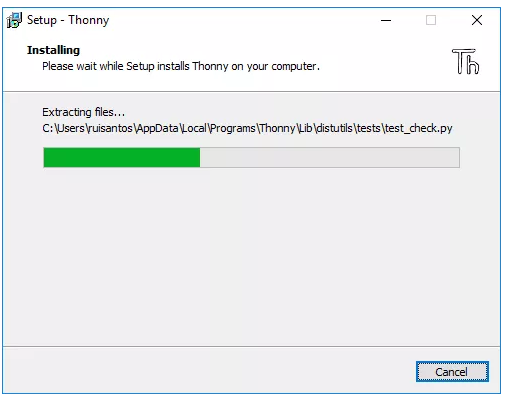 Setup - Thonny
Installing
Please wait while Setup installs Thonny on your computer.
Th
Extracting files...
C:\Users\ruisantos\AppData\Local\Programs\Thonny\Lib\distutils\tests\test_check.py
Cancel